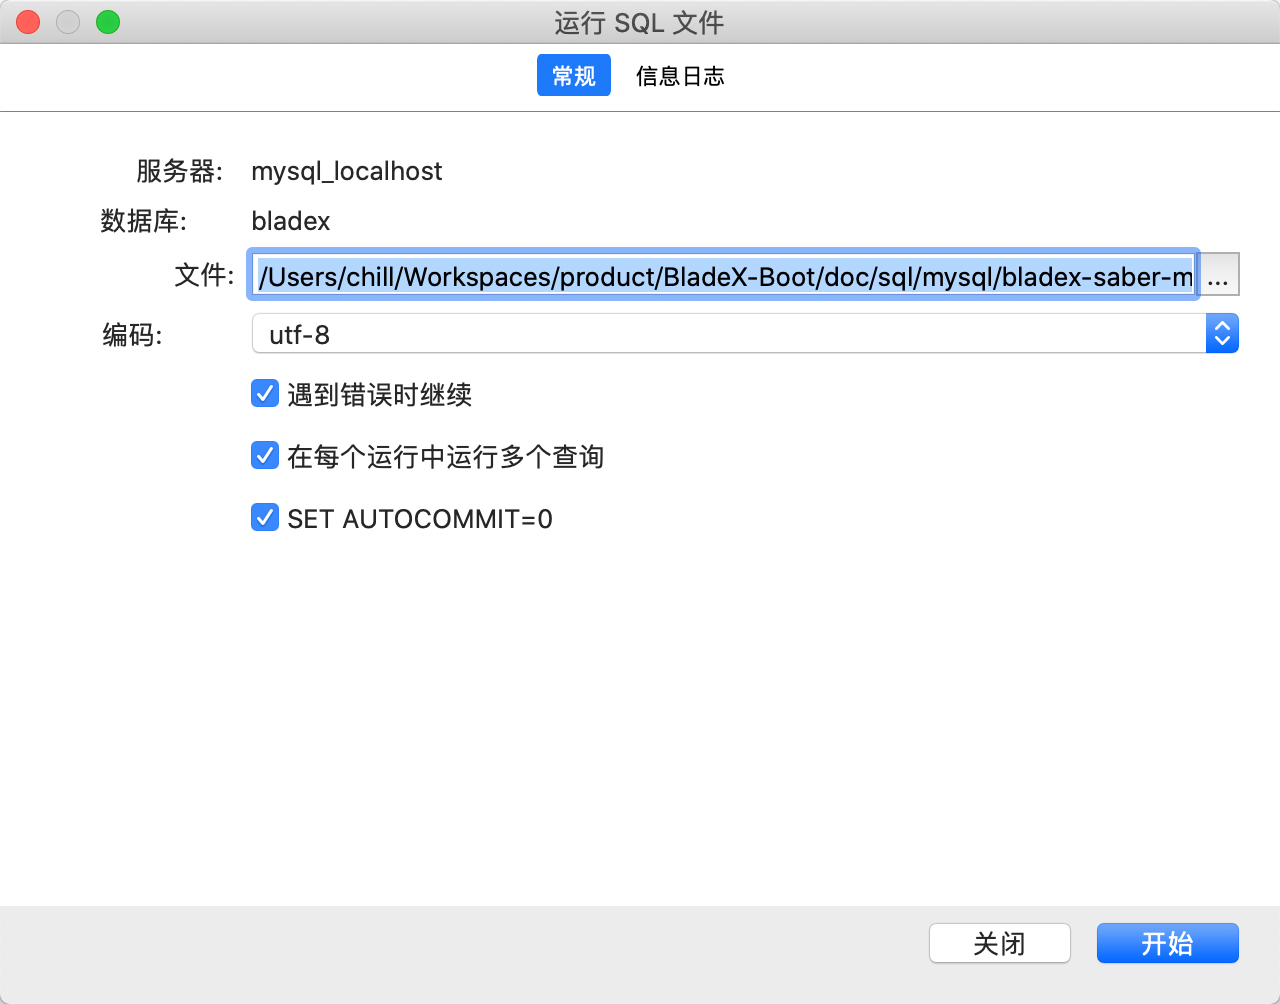 运行 SQL 文件
常规 信息日志
服务器: mysql_localhost
数据库: bladex
文件: /Users/chill/Workspaces/product/BladeX-Boot/doc/sql/mysql/bladex-saber-m ...
编码: utf-8
遇到错误时继续
在每个运行中运行多个查询
SET AUTOCOMMIT=0
关闭 开始